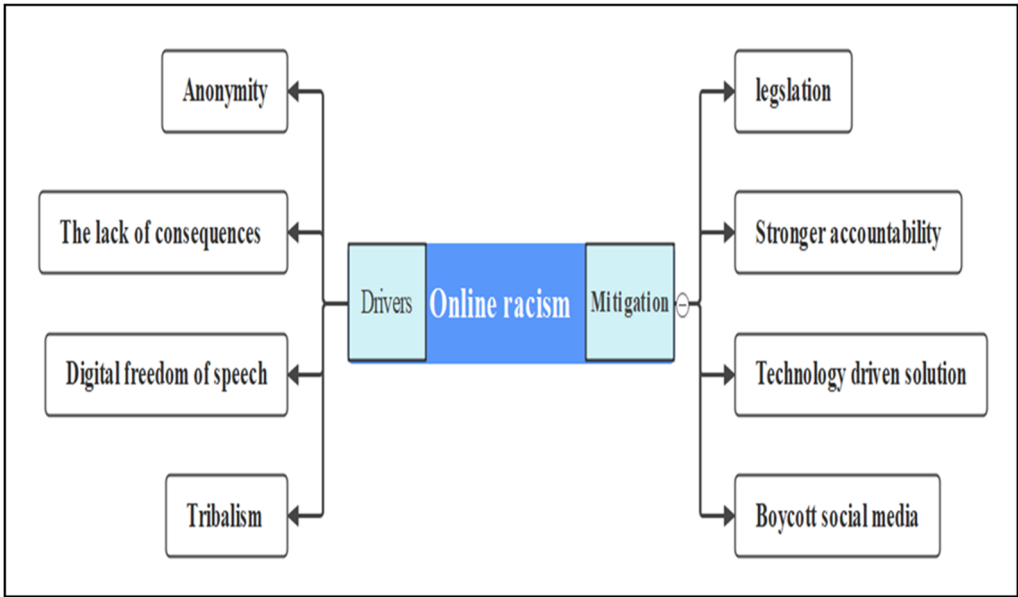 Anonymity
The lack of consequences
Digital freedom of speech
Tribalism
Drivers
Online racism
Mitigation
legslation
Stronger accountability
Technology driven solution
Boycott social media